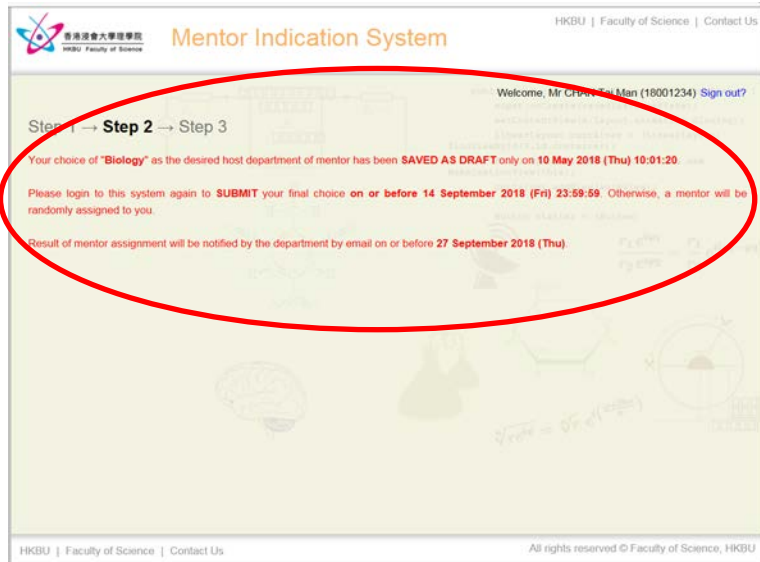 HKBU | Faculty of Science | Contact Us
香港浸會大學理學院
HKBU Faculty of Science
Mentor Indication System
Welcome, Mr CHAN Tai Man (18001234) Sign out?
Step 1 → Step 2 → Step 3
Your choice of "Biology" as the desired host department of mentor has been SAVED AS DRAFT only on 10 May 2018 (Thu) 10:01:20.
Please login to this system again to SUBMIT your final choice on or before 14 September 2018 (Fri) 23:59:59. Otherwise, a mentor will be
randomly assigned to you.
Result of mentor assignment will be notified by the department by email on or before 27 September 2018 (Thu).
HKBU | Faculty of Science | Contact Us
All rights reserved © Faculty of Science, HKBU